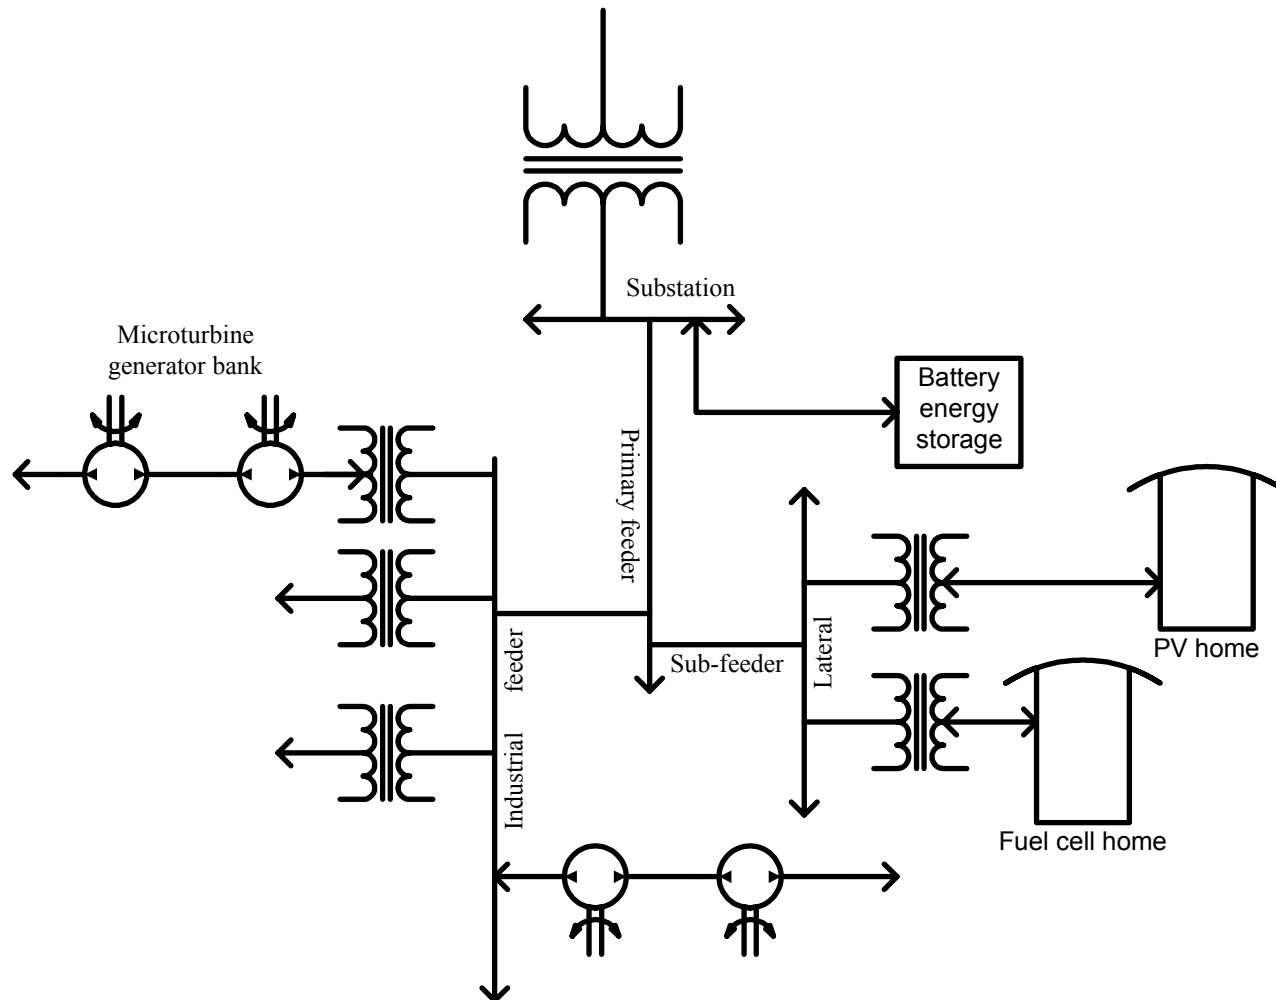 Substation
Microturbine
generator bank
Battery
energy
storage
Primary feeder
PV home
Sub-feeder
Lateral
Industrial feeder
Fuel cell home